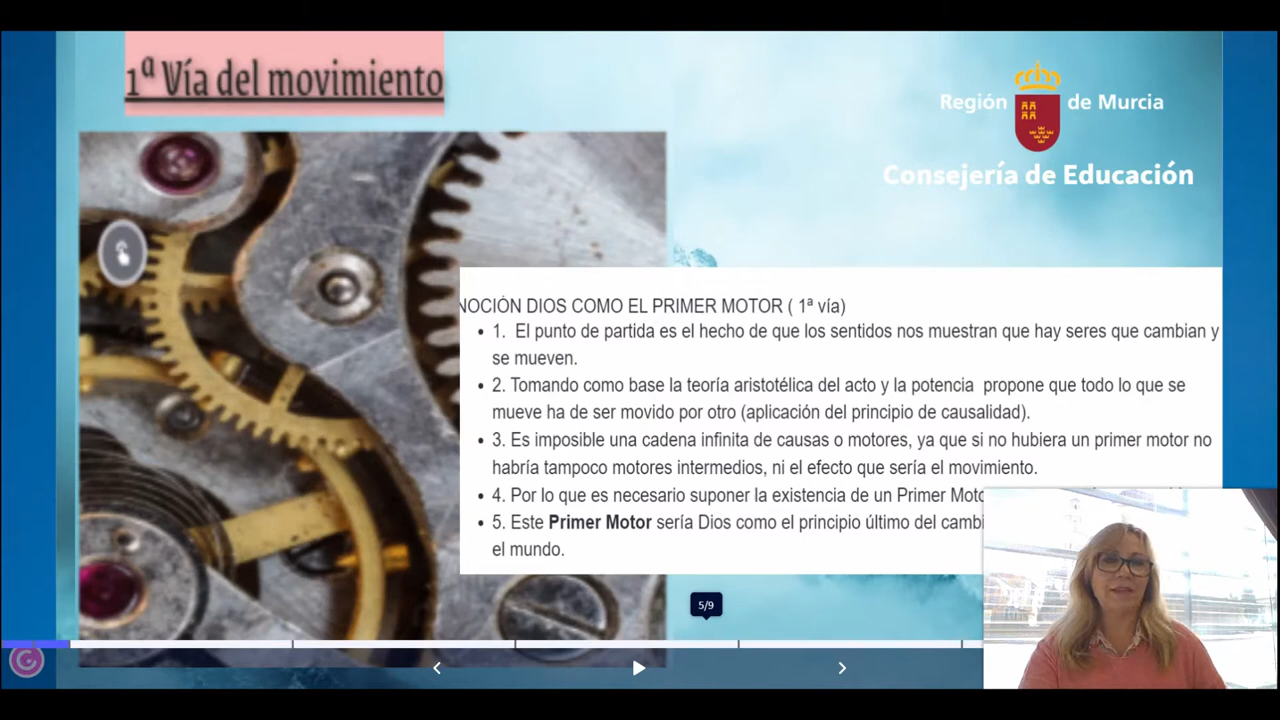 1ª Vía del movimiento
Región de Murcia
Consejería de Educación
NOCIÓN DIOS COMO EL PRIMER MOTOR ( 1ª vía)
• 1. El punto de partida es el hecho de que los sentidos nos muestran que hay seres que cambian y
se mueven.
• 2. Tomando como base la teoría aristotélica del acto y la potencia propone que todo lo que se
mueve ha de ser movido por otro (aplicación del principio de causalidad).
• 3. Es imposible una cadena infinita de causas o motores, ya que si no hubiera un primer motor no
habría tampoco motores intermedios, ni el efecto que sería el movimiento.
• 4. Por lo que es necesario suponer la existencia de un Primer
• 5. Este Primer Motor sería Dios como el principio último del
el mundo.
5/9